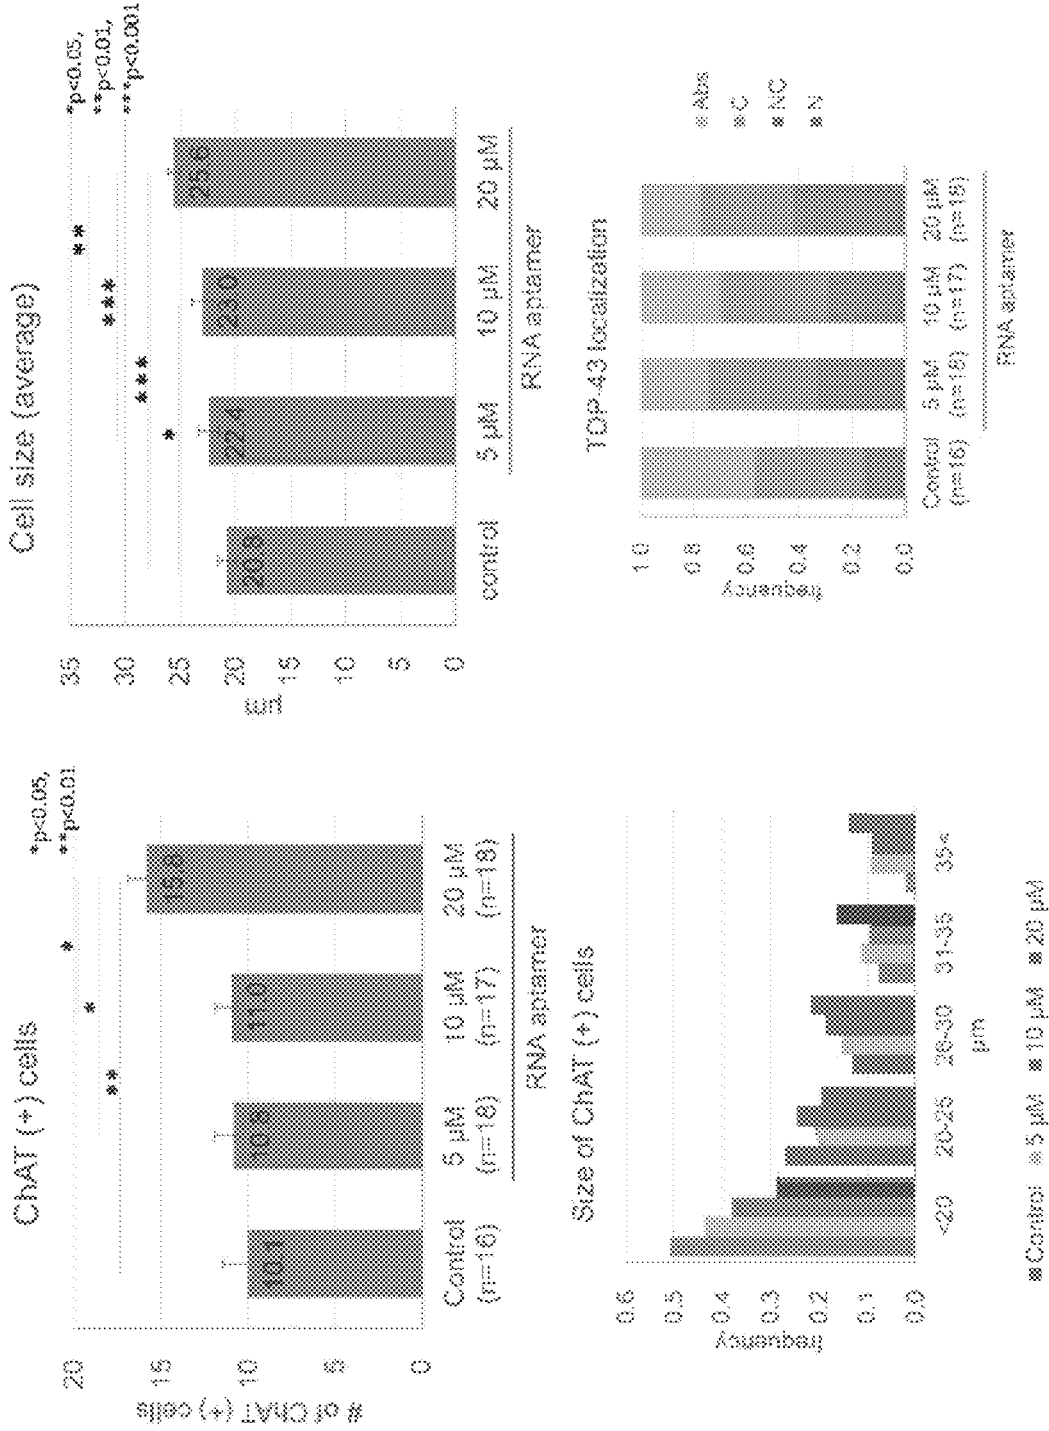 ChAT (+) cells
*p<0.05,
**p<0.01
# of ChAT (+) cells
20
15
10
5
0
*
*
**
10.1
10.8
11.0
15.8
Control
(n=16)
5 µM
(n=18)
10 µM
(n=17)
20 µM
(n=18)
RNA aptamer
Cell size (average)
*p<0.05,
**p<0.01,
***p<0.001
µm
35
30
25
20
15
10
5
0
**
***
***
*
20.8
22.4
23.0
25.6
control
5 µM
10 µM
20 µM
RNA aptamer
Size of ChAT (+) cells
frequency
0.6
0.5
0.4
0.3
0.2
0.1
0.0
<20
20-25
26-30
31-35
35<
µm
Control
5 µM
10 µM
20 µM
TDP-43 localization
frequency
1.0
0.8
0.6
0.4
0.2
0.0
Control
(n=16)
5 µM
(n=18)
10 µM
(n=17)
20 µM
(n=18)
RNA aptamer
Abs
C
NC
N